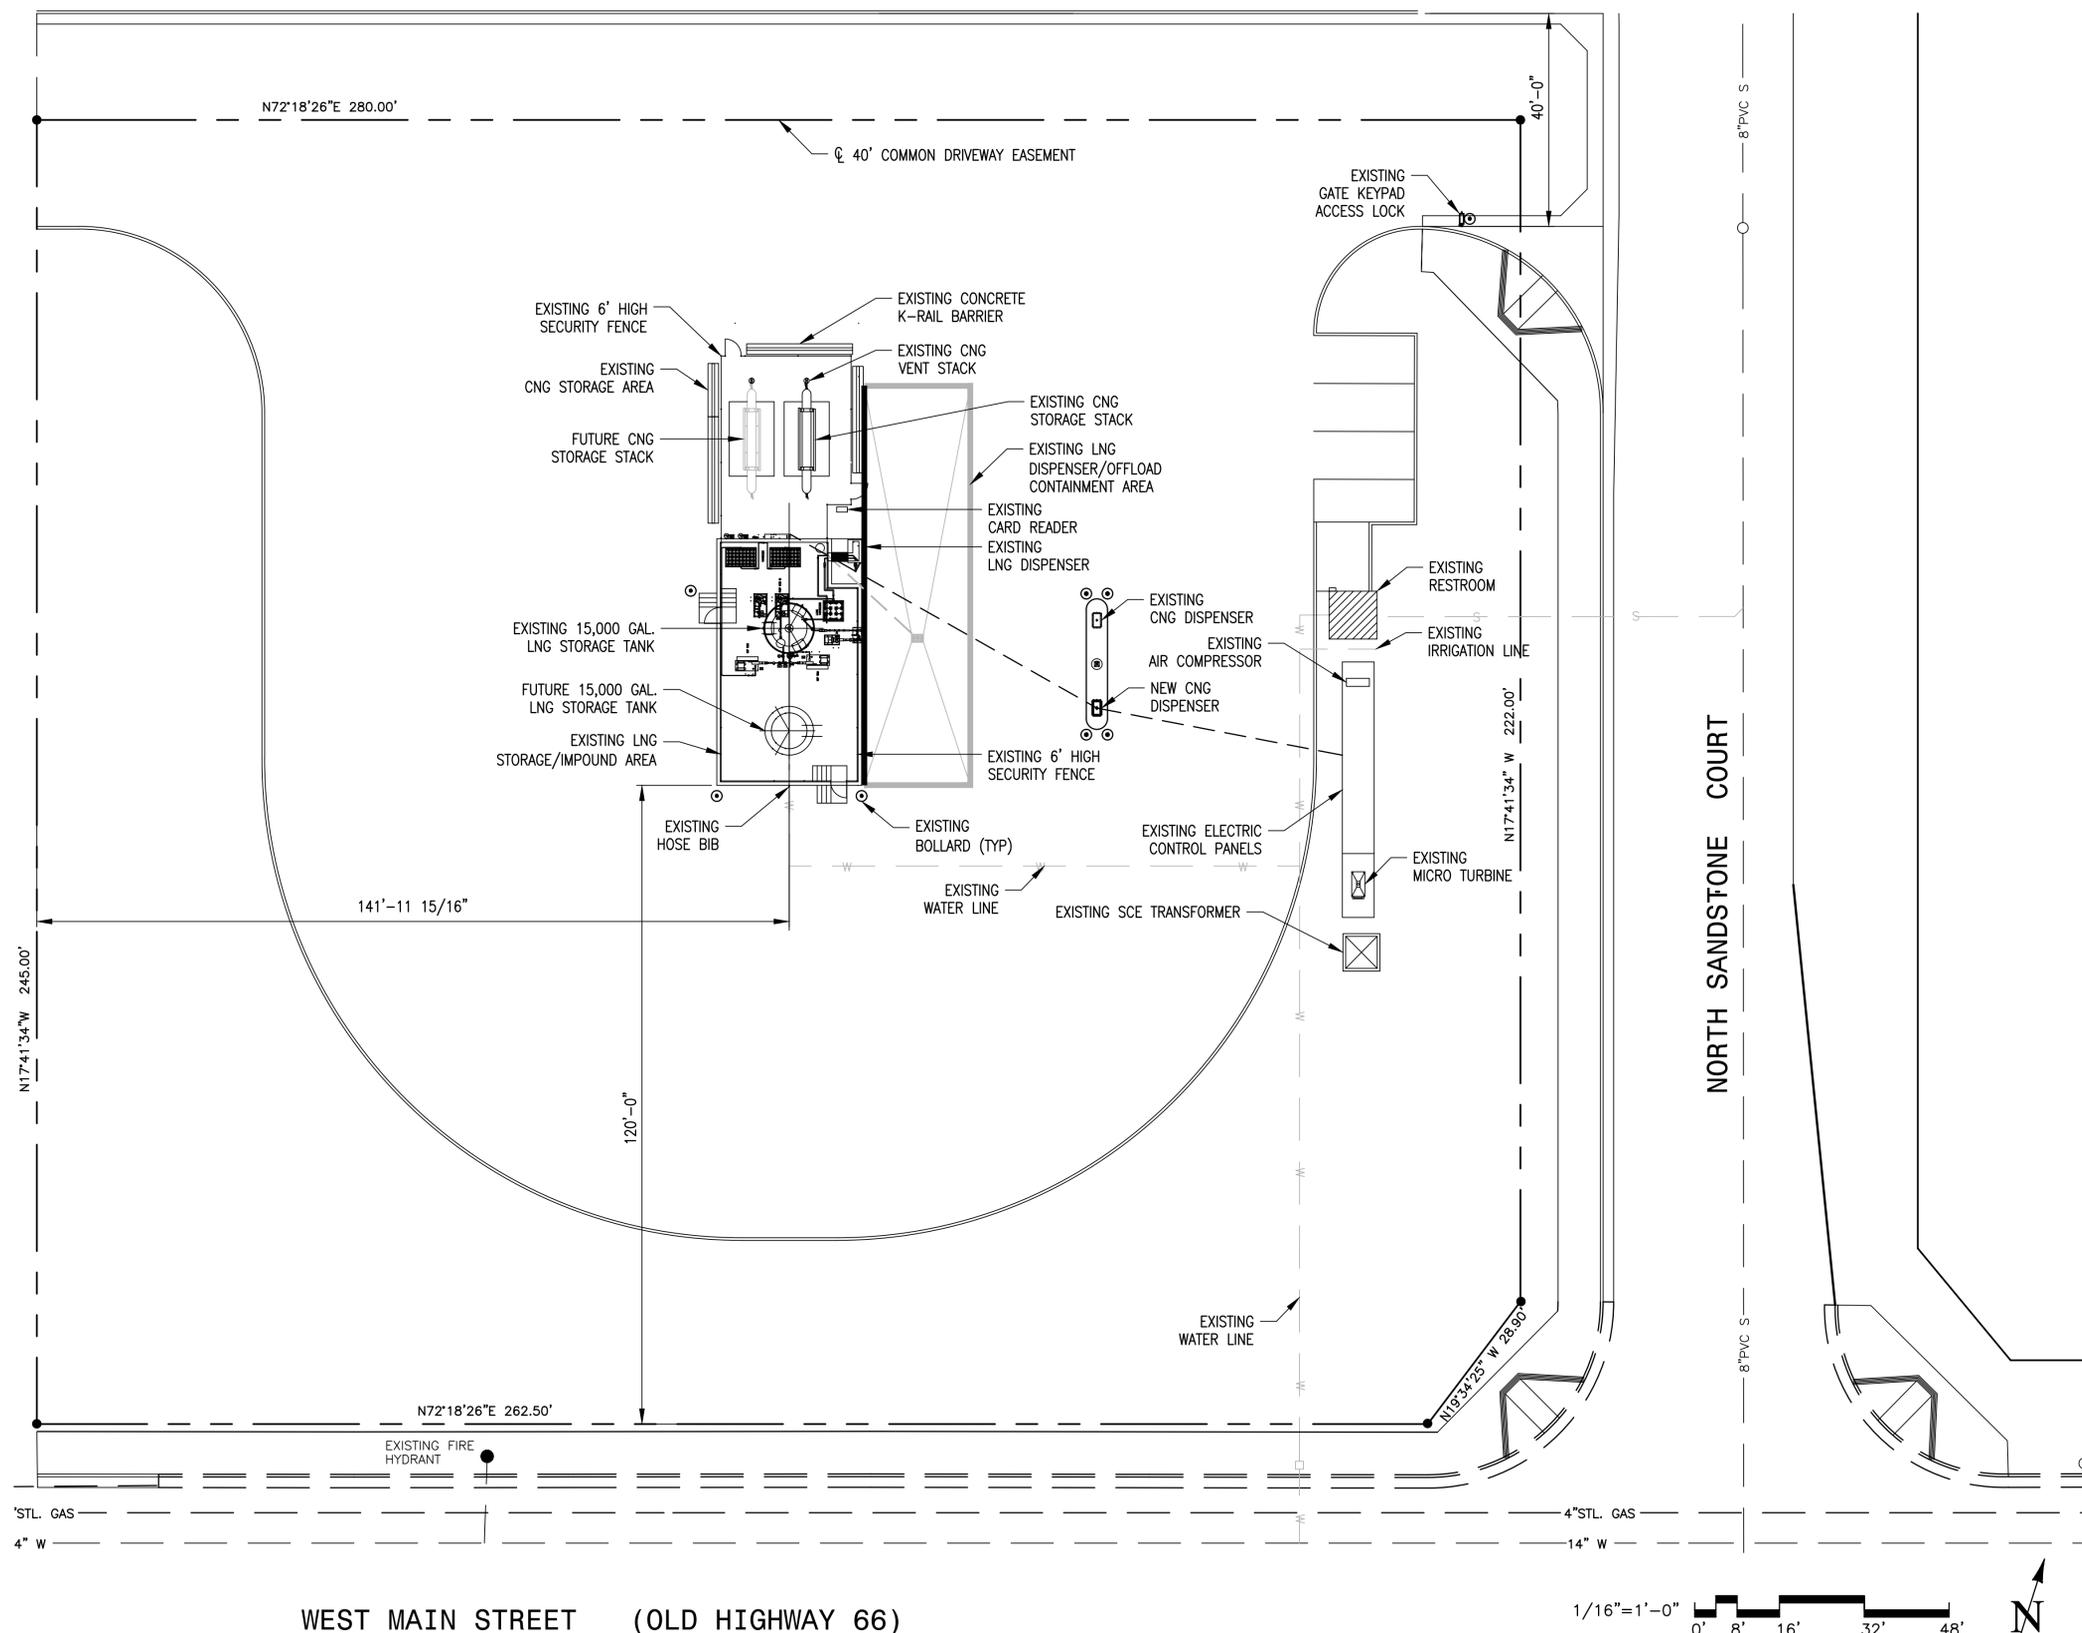 N72°18'26"E 280.00'
℄ 40' COMMON DRIVEWAY EASEMENT
40'-0"
8"PVC S
EXISTING
GATE KEYPAD
ACCESS LOCK
EXISTING 6' HIGH
SECURITY FENCE
EXISTING CONCRETE
K-RAIL BARRIER
EXISTING
CNG STORAGE AREA
EXISTING CNG
VENT STACK
FUTURE CNG
STORAGE STACK
EXISTING CNG
STORAGE STACK
EXISTING LNG
DISPENSER/OFFLOAD
CONTAINMENT AREA
EXISTING
CARD READER
EXISTING
LNG DISPENSER
EXISTING
RESTROOM
EXISTING
CNG DISPENSER
S
S
EXISTING 15,000 GAL.
LNG STORAGE TANK
EXISTING
AIR COMPRESSOR
W
EXISTING
IRRIGATION LINE
FUTURE 15,000 GAL.
LNG STORAGE TANK
NEW CNG
DISPENSER
N17°41'34" W 222.00'
EXISTING LNG
STORAGE/IMPOUND AREA
EXISTING 6' HIGH
SECURITY FENCE
W
W
EXISTING
HOSE BIB
EXISTING
BOLLARD (TYP)
EXISTING ELECTRIC
CONTROL PANELS
W
W
W
EXISTING
MICRO TURBINE
EXISTING
WATER LINE
141'-11 15/16"
EXISTING SCE TRANSFORMER
NORTH SANDSTONE COURT
N17°41'34"W 245.00'
W
120'-0"
W
EXISTING
WATER LINE
8"PVC S
N19°34'25" W 28.90'
W
N72°18'26"E 262.50'
EXISTING FIRE
HYDRANT
'STL. GAS
4"STL. GAS
W
4" W
14" W
WEST MAIN STREET (OLD HIGHWAY 66)
1/16"=1'-0"
0' 8' 16' 32' 48'
N